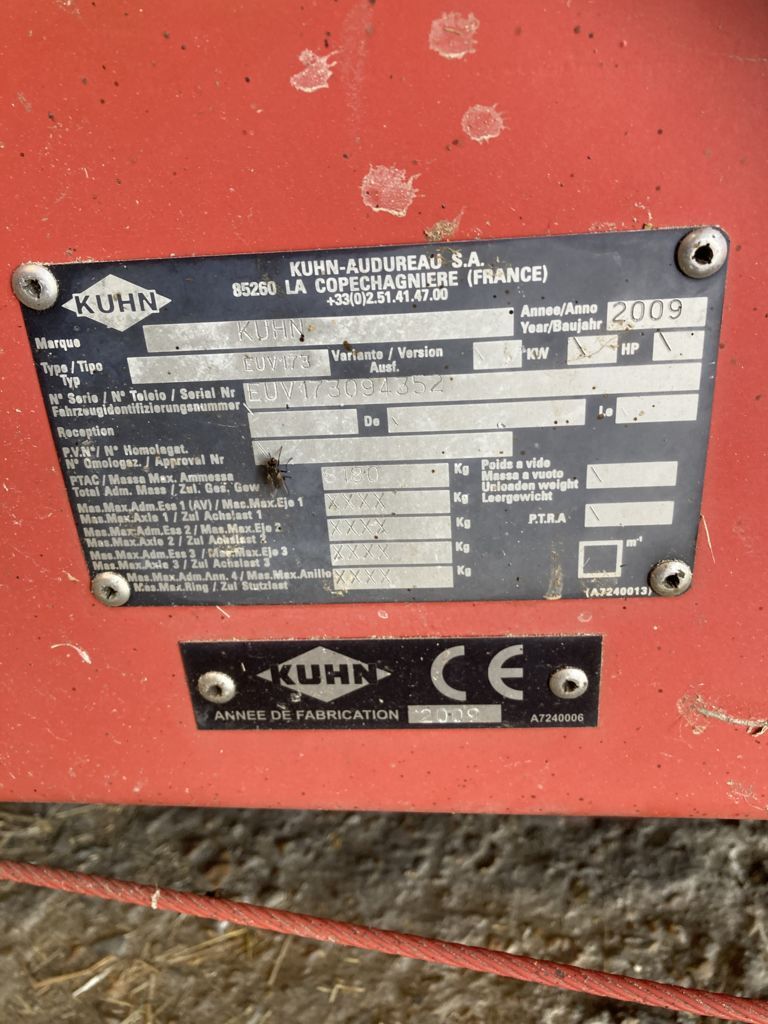 KUHN-AUDUREAU S.A.
85260 LA COPECHAGNIERE (FRANCE)
+33(0)2.51.41.47.00
KUHN
Marque KUHN
Annee/Anno
Year/Baujahr 2009
Type / Tipo
Typ EUV173
Variante / Version
Ausf. \ KW \ HP \
N° Serie / N° Teleio / Serial Nr
Fahrzeugidentifizierungsnummer EUV173094352
Reception \ De \ Le \
P.V.N°/ N° Homologat.
N° Omologaz. / Approval Nr
PTAC / Massa Max. Ammessa
Total Adm. Mass / Zul. Ges. Gew 8180 Kg
Poids a vide
Massa a vuoto
Unloaden weight
Leergewicht \
Mas.Max.Adm.Ess 1 (AV) / Mas.Max.Eje 1
Mas.Max.Axle 1 / Zul Achslast 1 XXXX Kg
P.T.R.A \
Mas.Max.Adm.Ess 2 / Mas.Max.Eje 2
Mas.Max.Axle 2 / Zul Achslast 2 XXXX Kg
Mas.Max.Adm.Ess 3 / Mas.Max.Eje 3
Mas.Max.Axle 3 / Zul Achslast 3 XXXX Kg
m⁻¹
Mas.Max.Adm.Ann. 4 / Mas.Max.Anillo
Mas.Max.Ring / Zul Stutzlast XXXX Kg
(A7240013)
KUHN CE
ANNEE DE FABRICATION 2009 A7240006